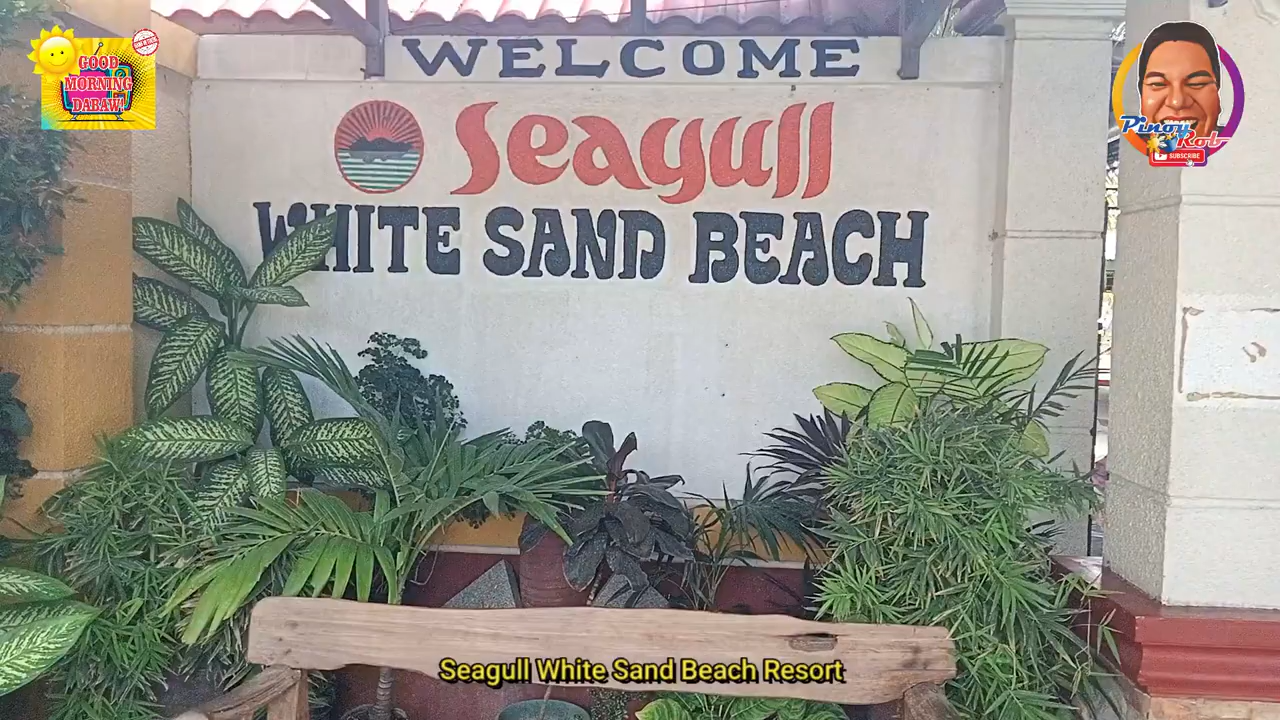 WELCOME
Seagull
WHITE SAND BEACH
GOOD
MORNING
DABAW!
Pinoy
Rob
SUBSCRIBE
Seagull White Sand Beach Resort